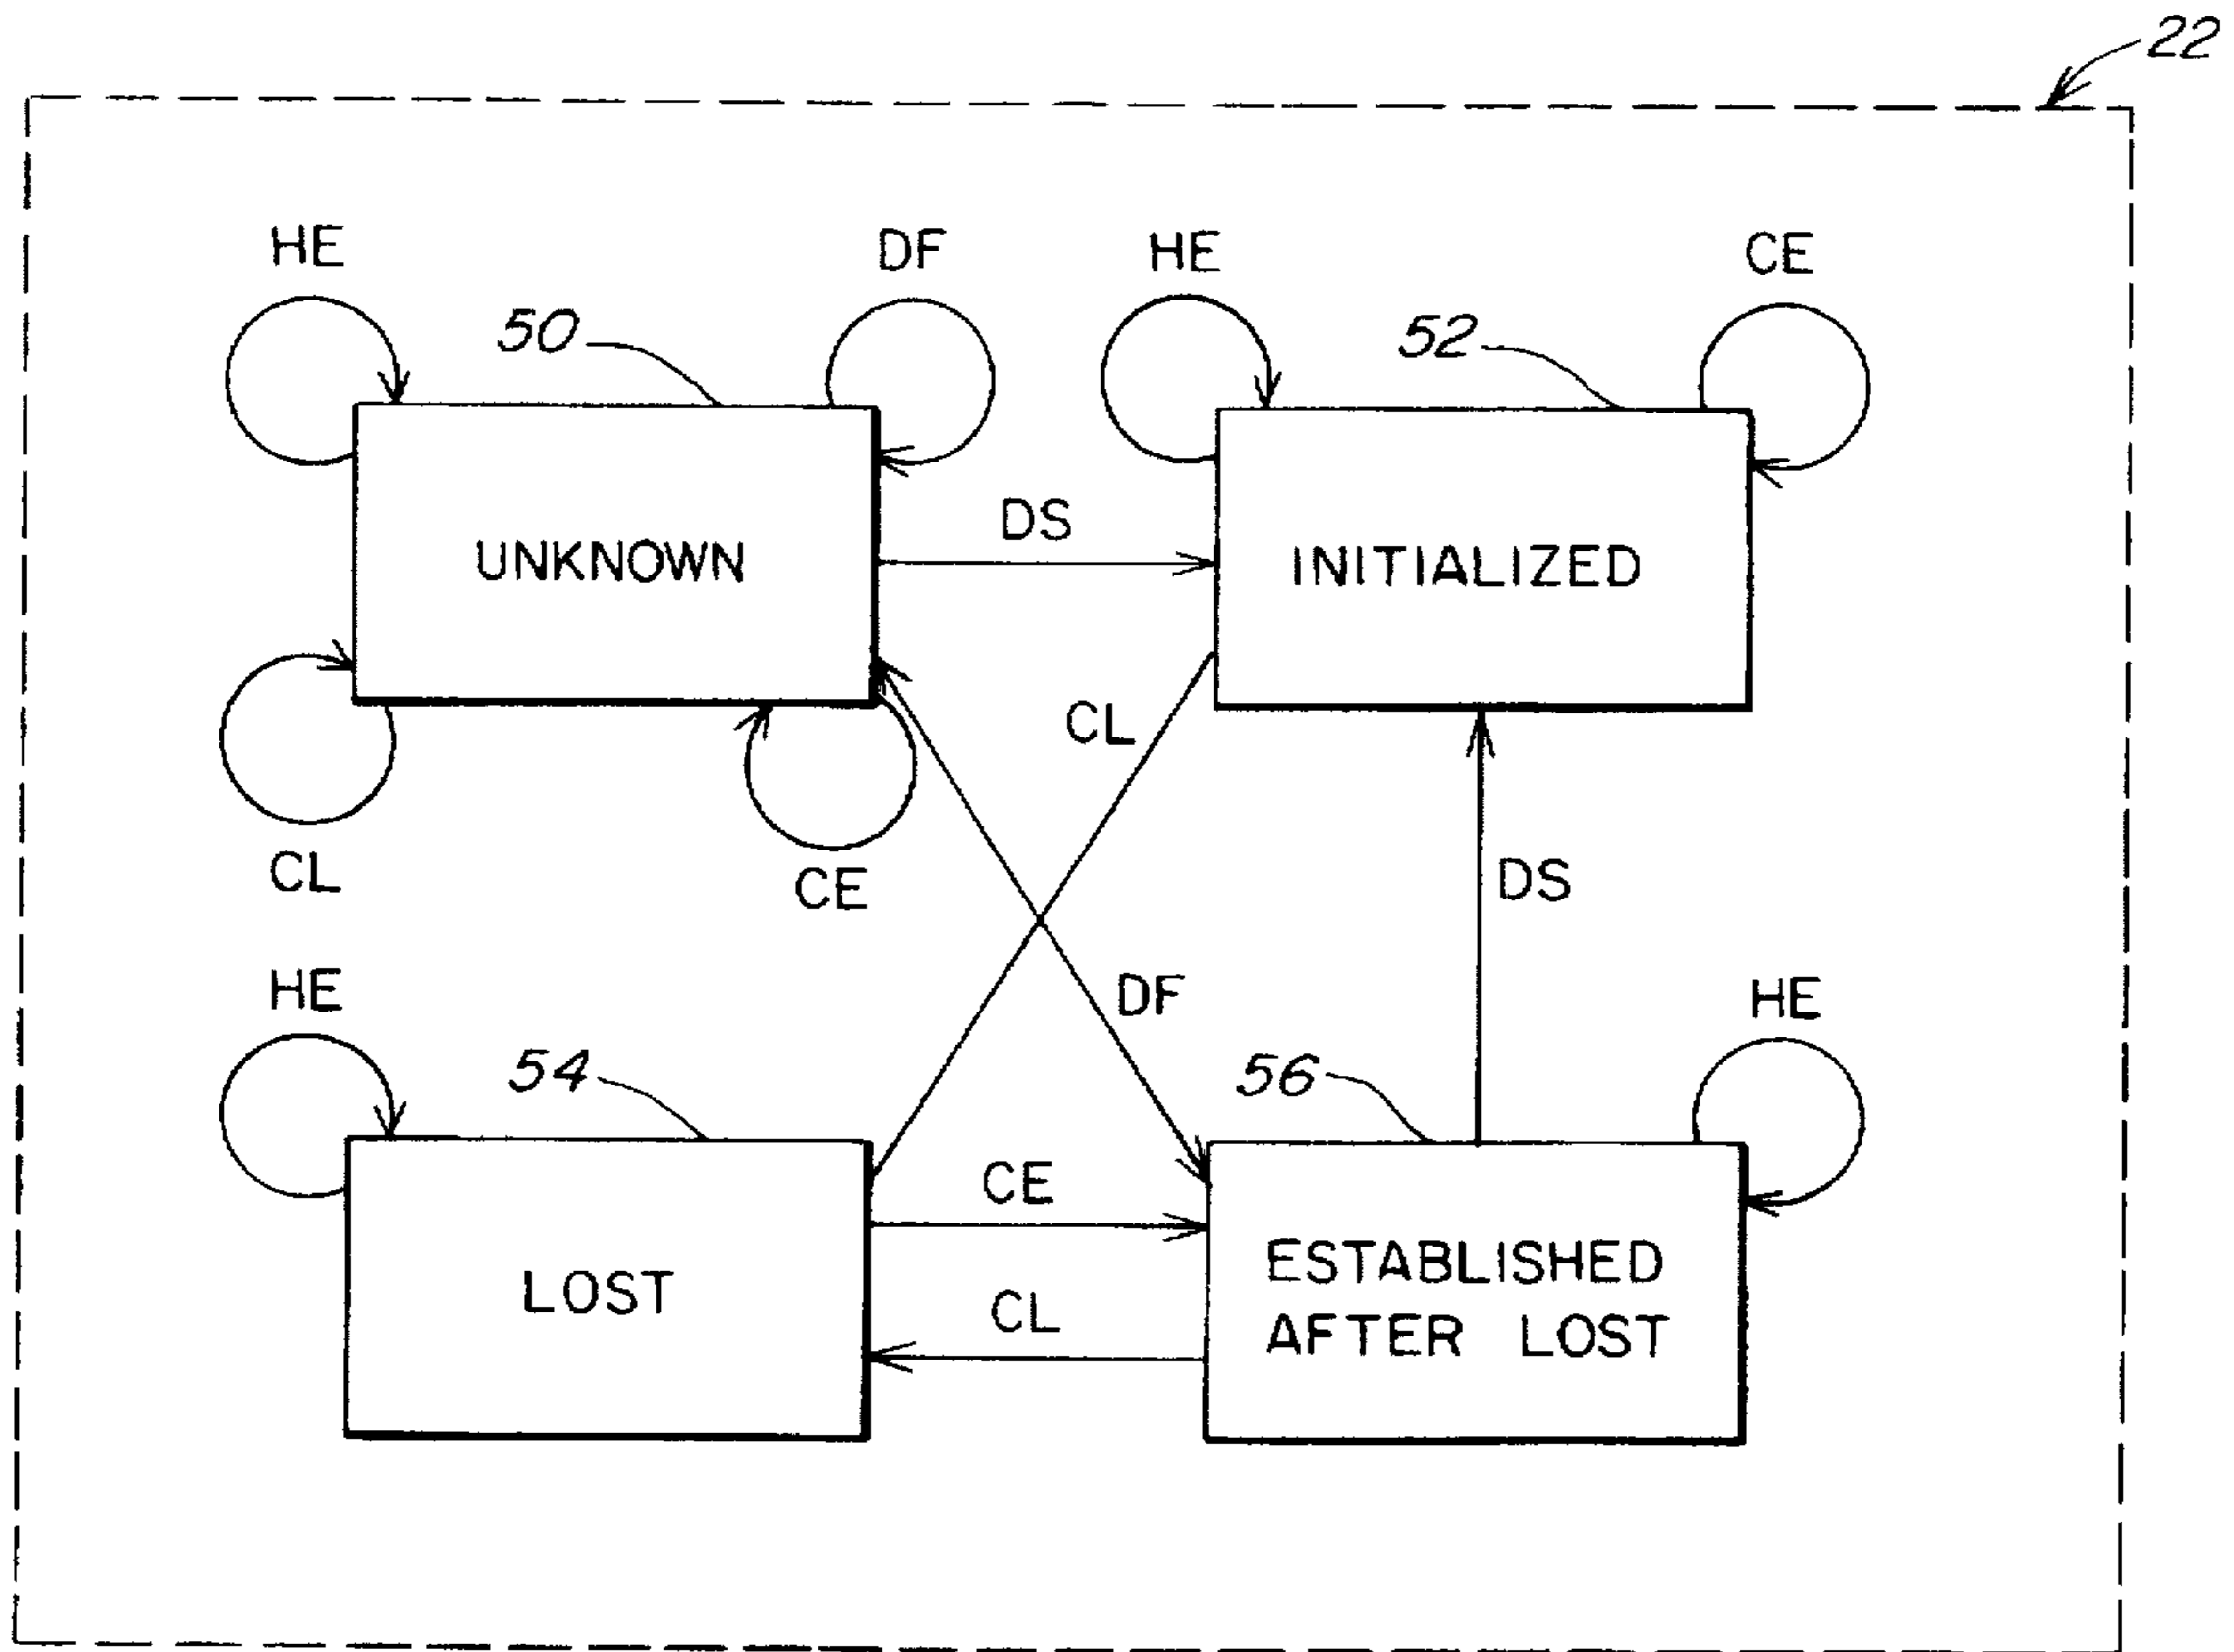 22
HE
DF
HE
CE
50
52
UNKNOWN
DS
INITIALIZED
CL
CL
CE
DS
HE
DF
HE
54
56
LOST
CE
CL
ESTABLISHED
AFTER LOST